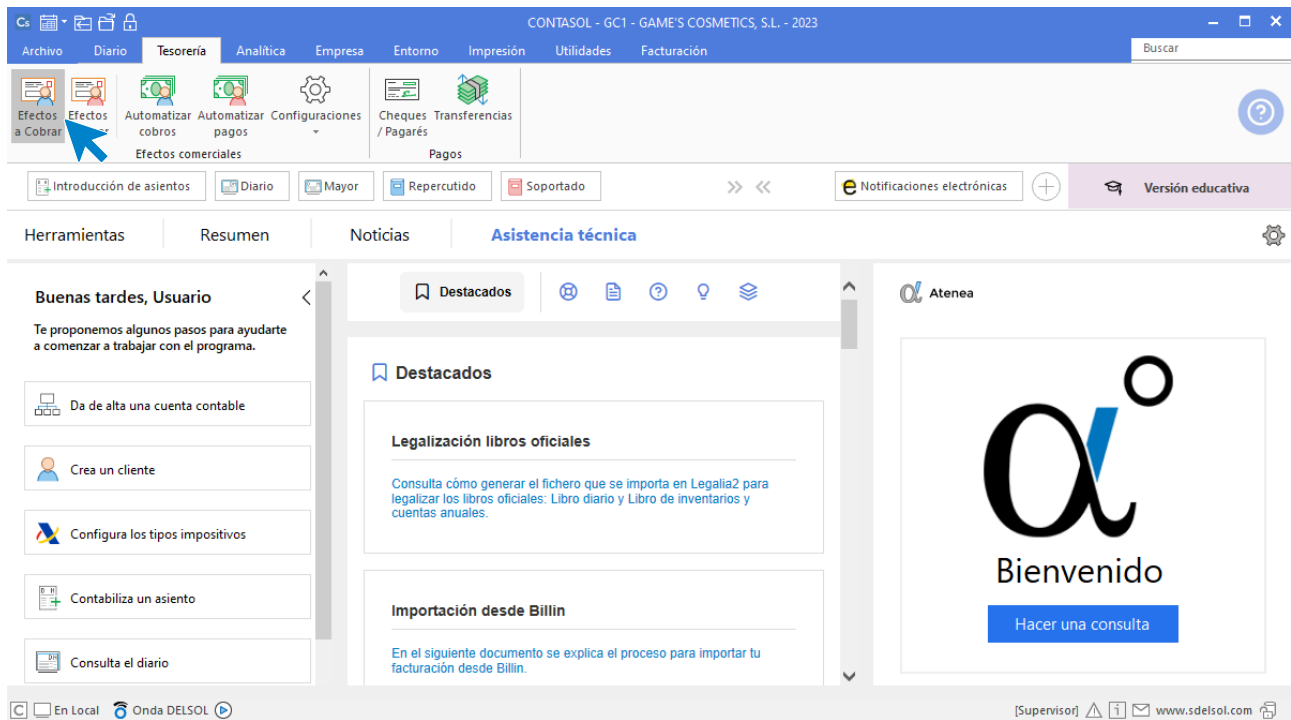 Cs
CONTASOL - GC1 - GAME'S COSMETICS, S.L. - 2023
Archivo Diario Tesorería Analítica Empresa Entorno Impresión Utilidades Facturación
Buscar
Efectos a Cobrar
Efectos
Automatizar cobros
Automatizar pagos
Configuraciones
Cheques / Pagarés
Transferencias
Efectos comerciales
Pagos
Introducción de asientos
Diario
Mayor
Repercutido
Soportado
Notificaciones electrónicas
Versión educativa
Herramientas
Resumen
Noticias
Asistencia técnica
Buenas tardes, Usuario
Te proponemos algunos pasos para ayudarte
a comenzar a trabajar con el programa.
Da de alta una cuenta contable
Crea un cliente
Configura los tipos impositivos
Contabiliza un asiento
Consulta el diario
Destacados
Destacados
Legalización libros oficiales
Consulta cómo generar el fichero que se importa en Legalia2 para
legalizar los libros oficiales: Libro diario y Libro de inventarios y
cuentas anuales.
Importación desde Billin
En el siguiente documento se explica el proceso para importar tu
facturación desde Billin.
Atenea
Bienvenido
Hacer una consulta
C
En Local
Onda DELSOL
[Supervisor]
www.sdelsol.com